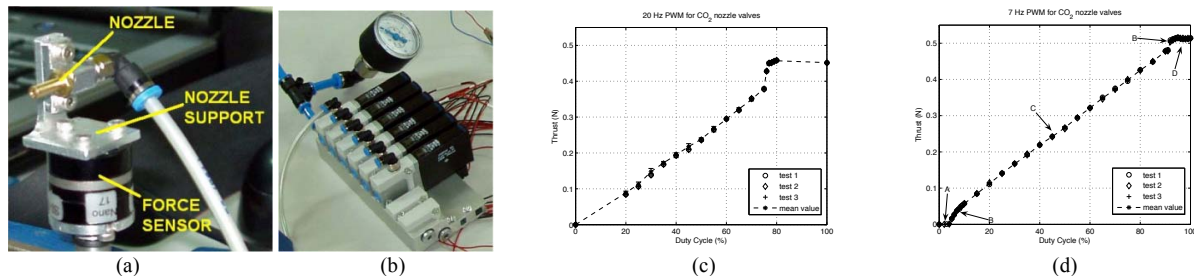 NOZZLE
NOZZLE
SUPPORT
FORCE
SENSOR
Nano
17
(a)
(b)
20 Hz PWM for CO2 nozzle valves
Thrust (N)
0.5
0.4
0.3
0.2
0.1
0
0
20
40
60
80
100
Duty Cycle (%)
test 1
test 2
test 3
mean value
(c)
7 Hz PWM for CO2 nozzle valves
Thrust (N)
0.5
0.4
0.3
0.2
0.1
0
0
20
40
60
80
100
Duty Cycle (%)
A
B
C
B
D
test 1
test 2
test 3
mean value
(d)